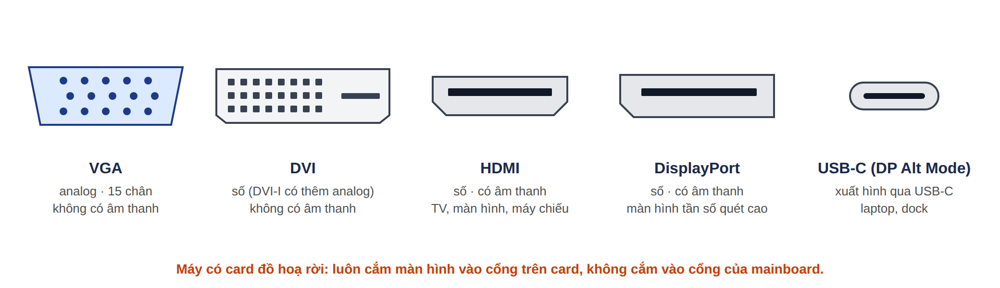 VGA
analog · 15 chân
không có âm thanh
DVI
số (DVI-I có thêm analog)
không có âm thanh
HDMI
số · có âm thanh
TV, màn hình, máy chiếu
DisplayPort
số · có âm thanh
màn hình tần số quét cao
USB-C (DP Alt Mode)
xuất hình qua USB-C
laptop, dock
Máy có card đồ hoạ rời: luôn cắm màn hình vào cổng trên card, không cắm vào cổng của mainboard.